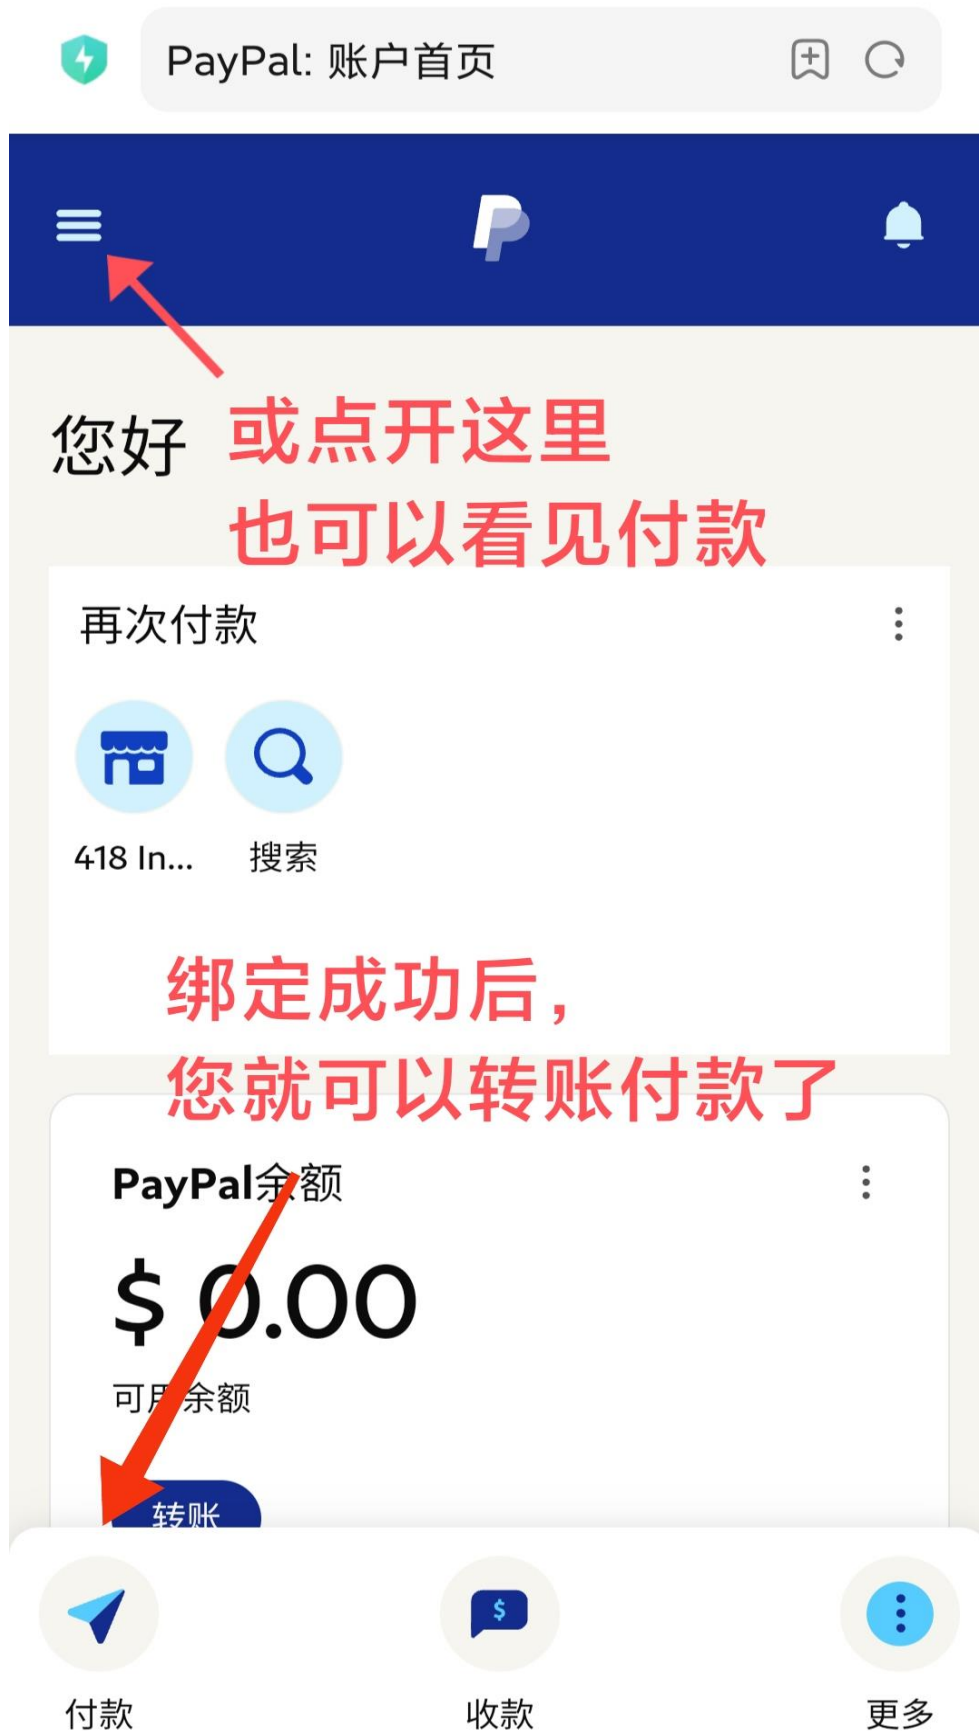 PayPal: 账户首页
您好
或点开这里
也可以看见付款
再次付款
418 In...
搜索
绑定成功后,
您就可以转账付款了
PayPal余额
$ 0.00
可用余额
转账
$
付款
收款
更多